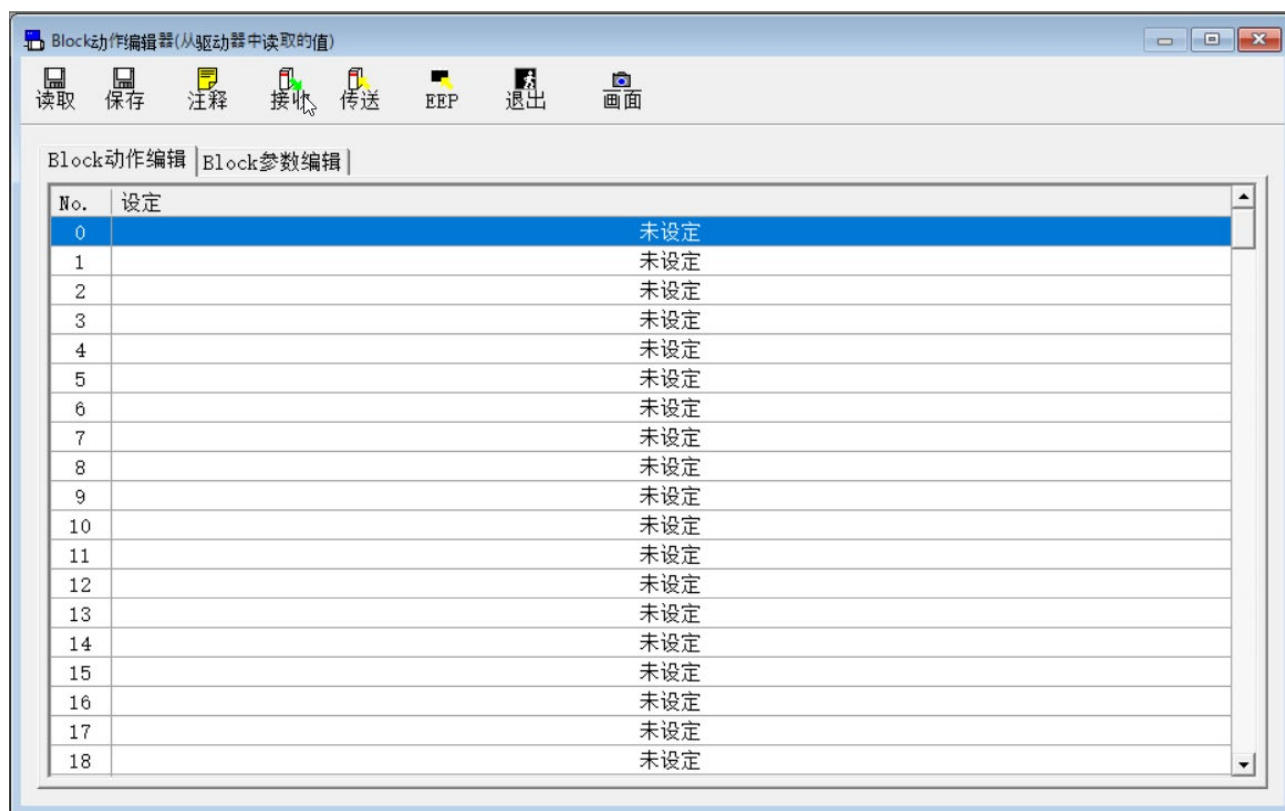 Block动作编辑器(从驱动器中读取的值)
读取 保存 注释 接收 传送 EEP 退出 画面
Block动作编辑 Block参数编辑
No. 设定
0 未设定
1 未设定
2 未设定
3 未设定
4 未设定
5 未设定
6 未设定
7 未设定
8 未设定
9 未设定
10 未设定
11 未设定
12 未设定
13 未设定
14 未设定
15 未设定
16 未设定
17 未设定
18 未设定